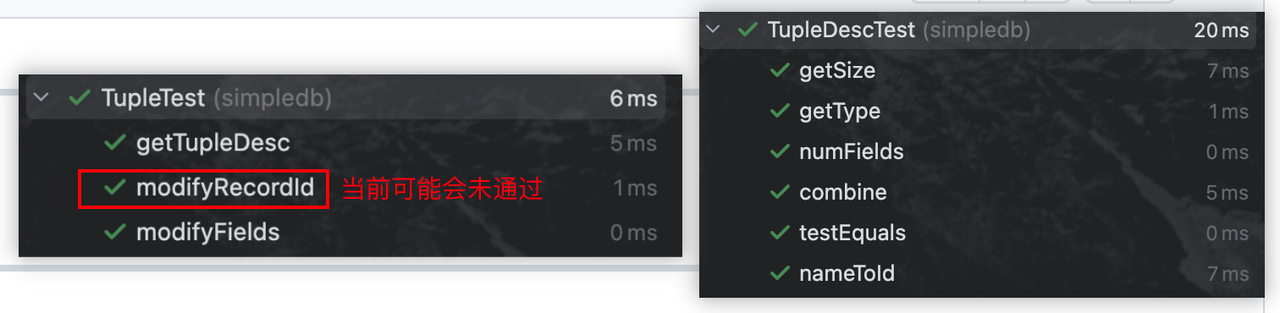 TupleTest (simpledb) 6 ms
getTupleDesc 5 ms
modifyRecordId 当前可能会未通过 1 ms
modifyFields 0 ms
TupleDescTest (simpledb) 20 ms
getSize 7 ms
getType 1 ms
numFields 0 ms
combine 5 ms
testEquals 0 ms
nameToId 7 ms